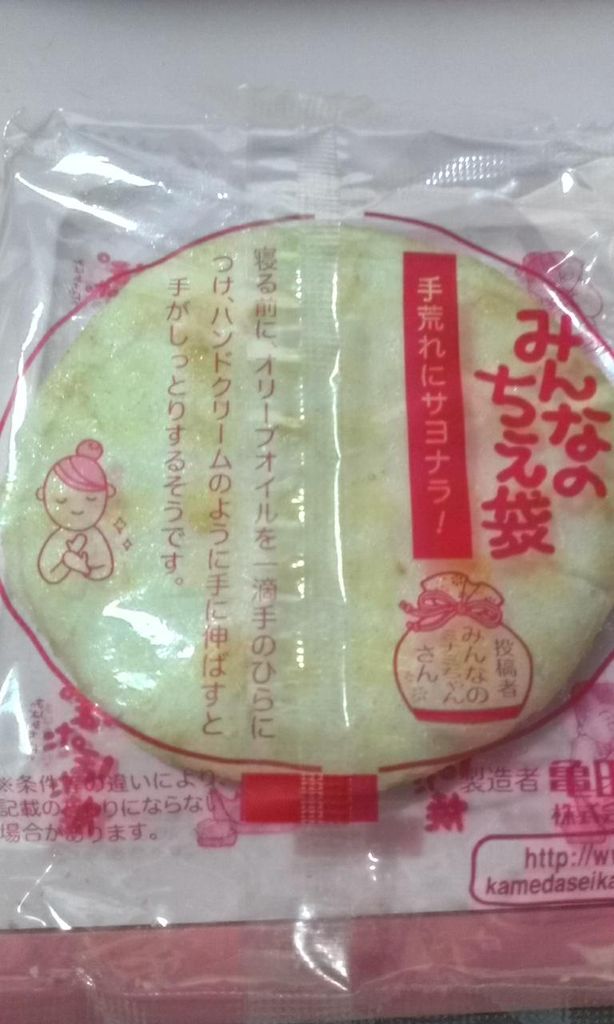 みんなの
ちえ袋
手荒れにサヨナラ!
投稿者
みんなの
さん
寝る前に、オリーブオイルを一滴手のひらに
つけ、ハンドクリームのように手に伸ばすと
手がしっとりするそうです。
※条件等の違いにより、
記載の
りにならない
場合があります。
製造者 亀田
株式
http://w
kamedaseika